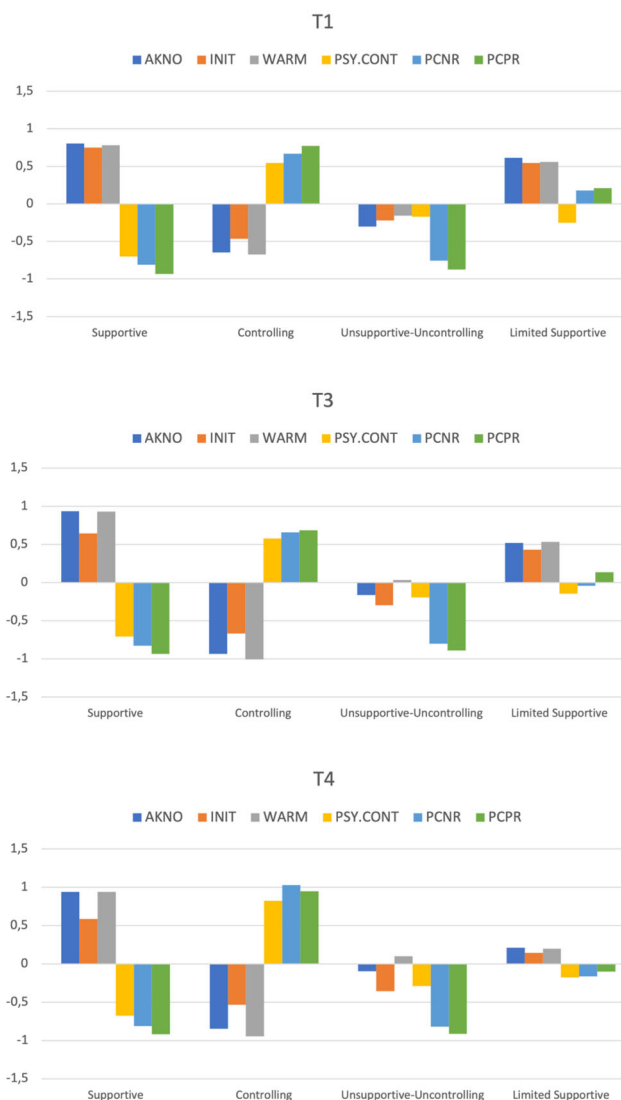 T1
AKNO INIT WARM PSY.CONT PCNR PCPR
1,5
1
0,5
0
-0,5
-1
-1,5
Supportive Controlling Unsupportive-Uncontrolling Limited Supportive
T3
AKNO INIT WARM PSY.CONT PCNR PCPR
1,5
1
0,5
0
-0,5
-1
-1,5
Supportive Controlling Unsupportive-Uncontrolling Limited Supportive
T4
AKNO INIT WARM PSY.CONT PCNR PCPR
1,5
1
0,5
0
-0,5
-1
-1,5
Supportive Controlling Unsupportive-Uncontrolling Limited Supportive